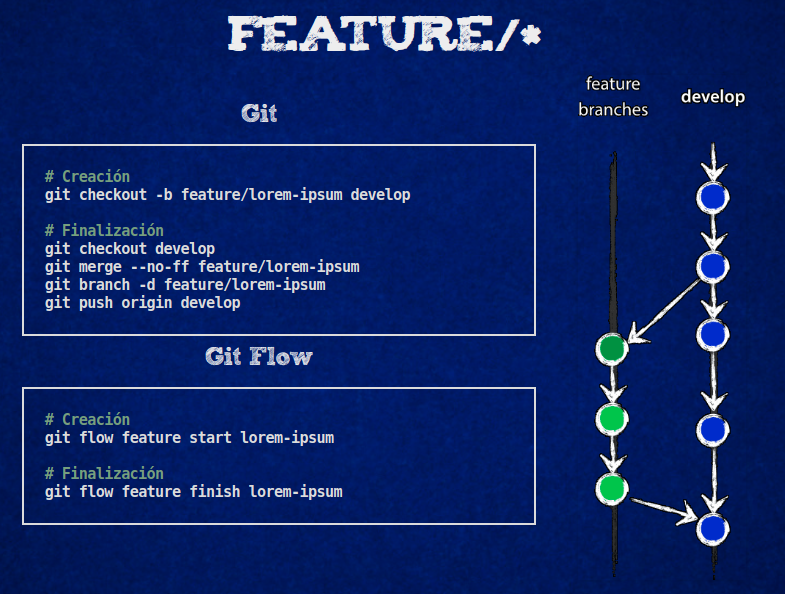 FEATURE/*
Git
# Creación
git checkout -b feature/lorem-ipsum develop
# Finalización
git checkout develop
git merge --no-ff feature/lorem-ipsum
git branch -d feature/lorem-ipsum
git push origin develop
Git Flow
# Creación
git flow feature start lorem-ipsum
# Finalización
git flow feature finish lorem-ipsum
feature
branches
develop